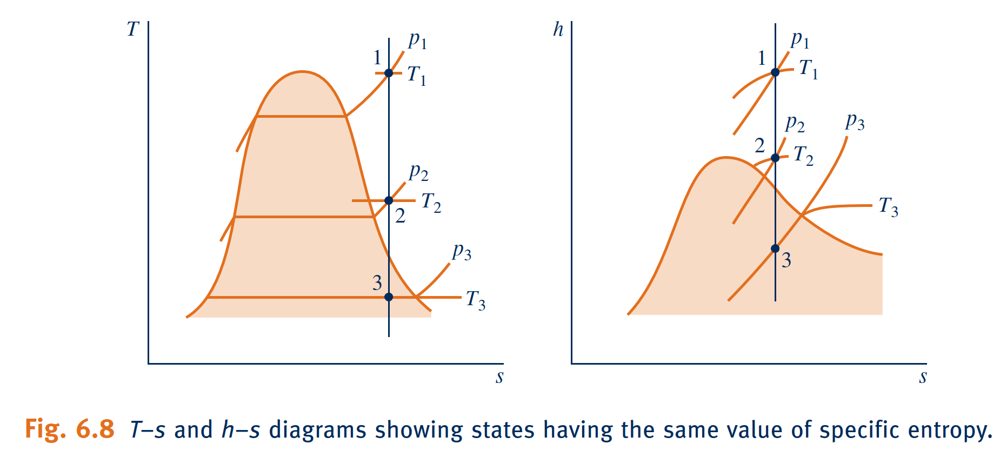 T
p1
1
T1
p2
T2
2
p3
3
T3
s
h
p1
1
T1
p2
p3
2
T2
T3
3
s
Fig. 6.8 T–s and h–s diagrams showing states having the same value of specific entropy.